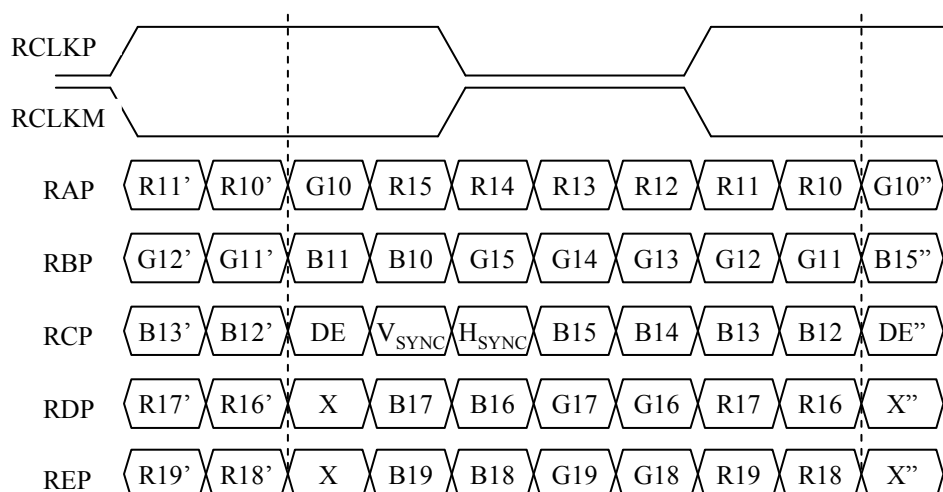 RCLKP
RCLKM
RAP R11’ R10’ G10 R15 R14 R13 R12 R11 R10 G10”
RBP G12’ G11’ B11 B10 G15 G14 G13 G12 G11 B15”
RCP B13’ B12’ DE VSYNC HSYNC B15 B14 B13 B12 DE”
RDP R17’ R16’ X B17 B16 G17 G16 R17 R16 X”
REP R19’ R18’ X B19 B18 G19 G18 R19 R18 X”